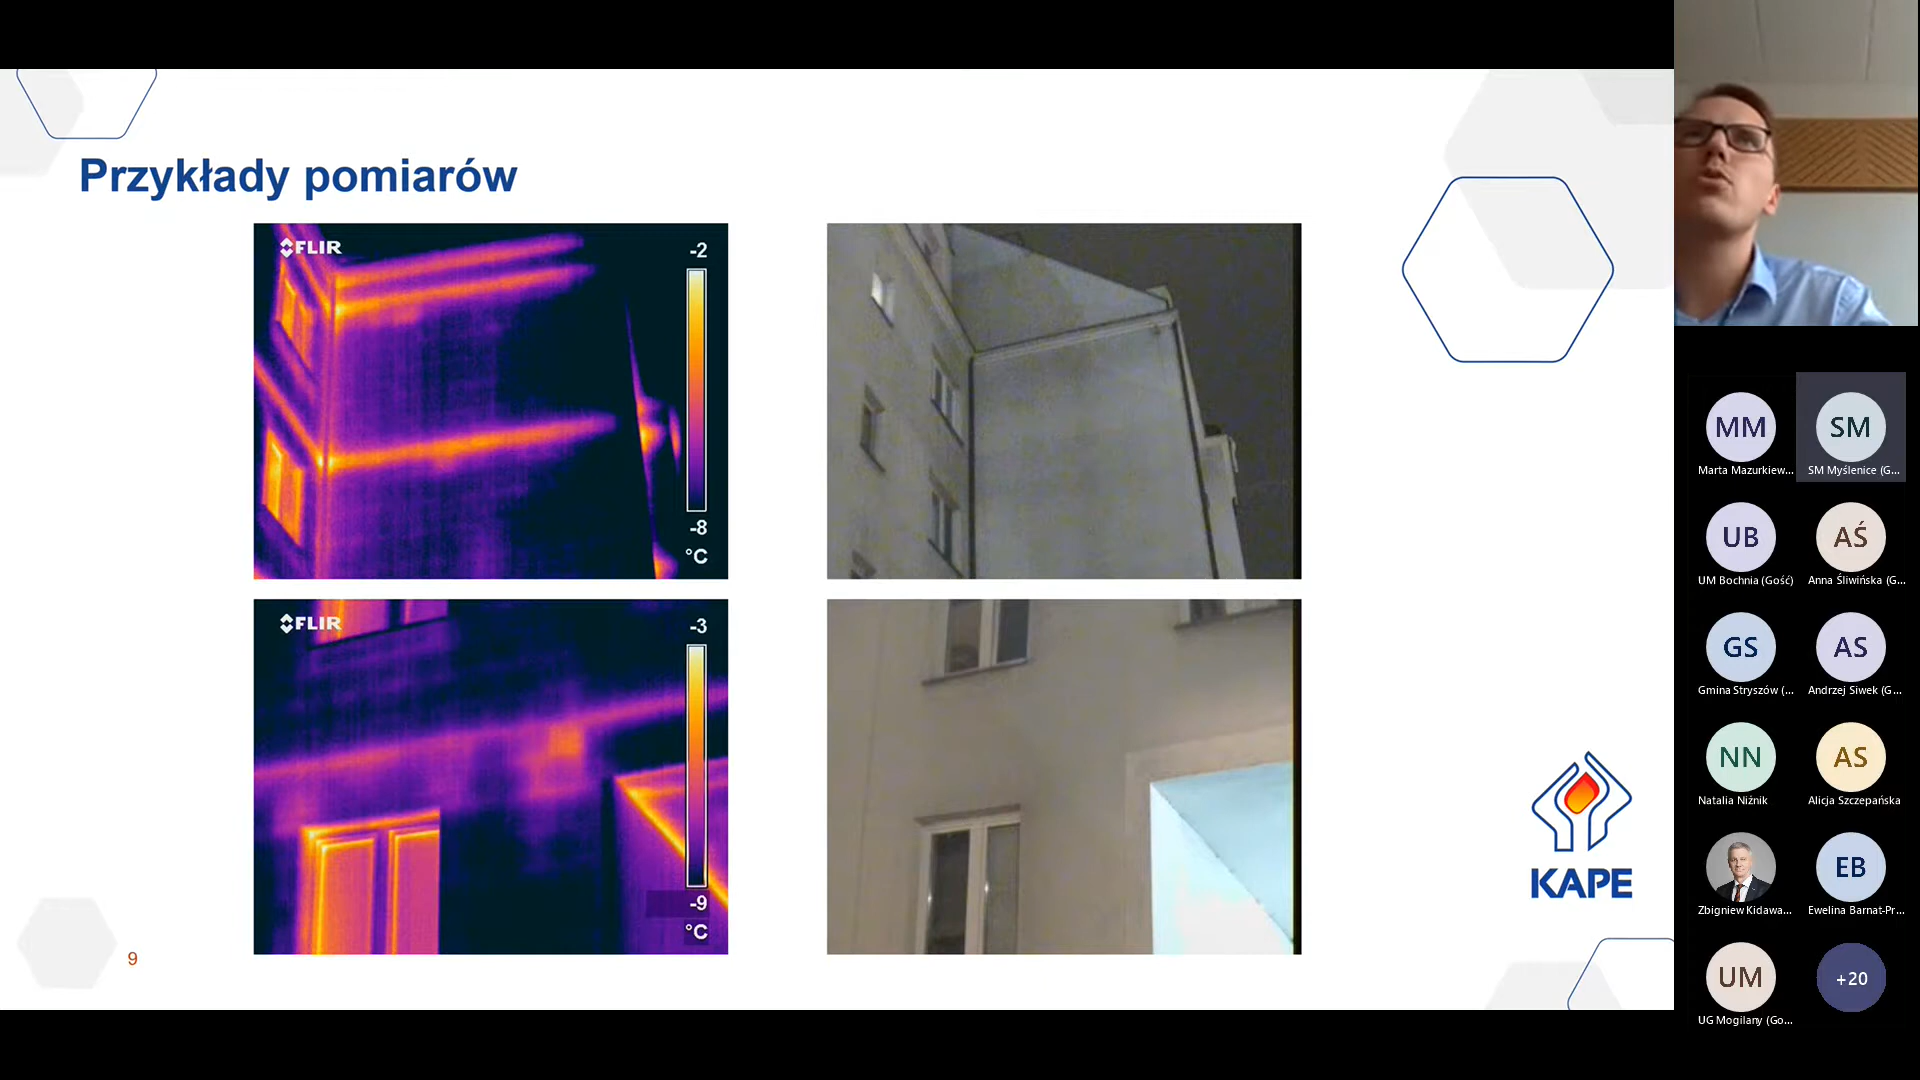 Przykłady pomiarów
FLIR
-2
-8
°C
FLIR
-3
-9
°C
KAPE
9
MM
Marta Mazurkiew...
SM
SM Myślenice (G...
UB
UM Bochnia (Gość)
AŚ
Anna Śliwińska (G...
GS
Gmina Stryszów (...
AS
Andrzej Siwek (G...
NN
Natalia Niźnik
AS
Alicja Szczepańska
Zbigniew Kidawa...
EB
Ewelina Barnat-Pr...
UM
UG Mogilany (Go...
+20